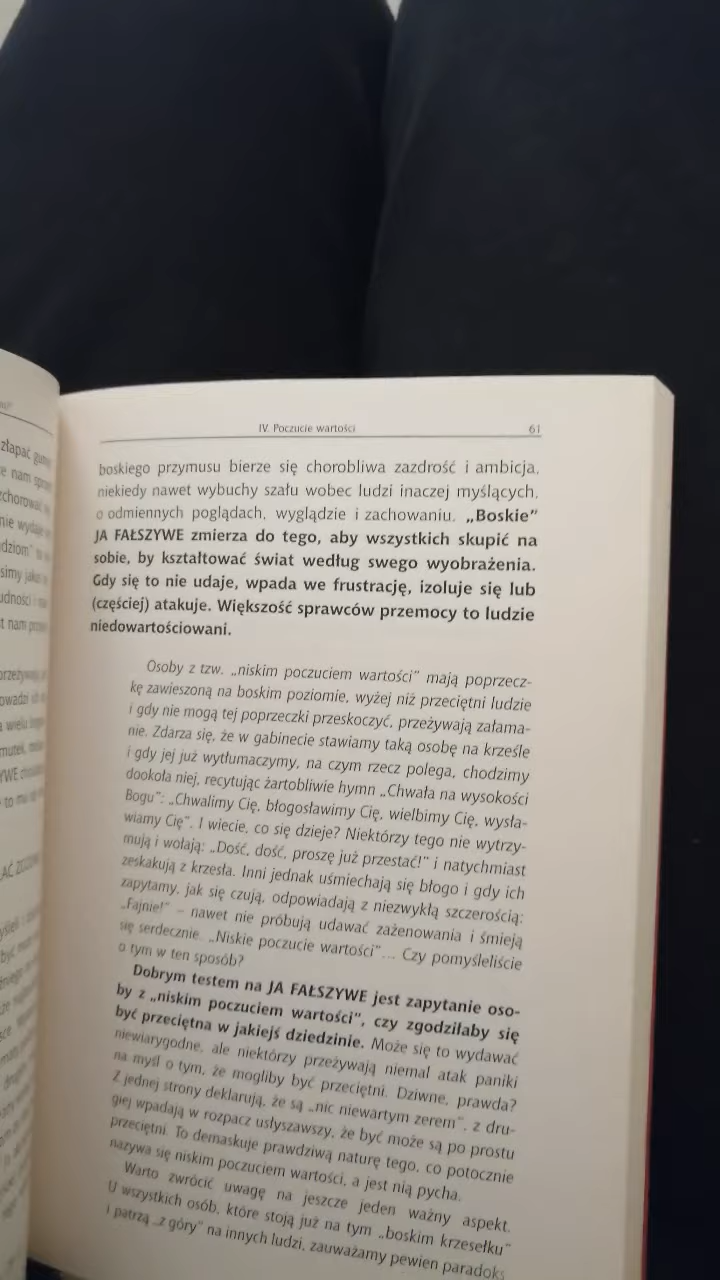 IV. Poczucie wartości 61
boskiego przymusu bierze się chorobliwa zazdrość i ambicja,
niekiedy nawet wybuchy szału wobec ludzi inaczej myślących,
o odmiennych poglądach, wyglądzie i zachowaniu. „Boskie”
JA FAŁSZYWE zmierza do tego, aby wszystkich skupić na
sobie, by kształtować świat według swego wyobrażenia.
Gdy się to nie udaje, wpada we frustrację, izoluje się lub
(częściej) atakuje. Większość sprawców przemocy to ludzie
niedowartościowani.
Osoby z tzw. „niskim poczuciem wartości” mają poprzecz-
kę zawieszoną na boskim poziomie, wyżej niż przeciętni ludzie
i gdy nie mogą tej poprzeczki przeskoczyć, przeżywają załama-
nie. Zdarza się, że w gabinecie stawiamy taką osobę na krześle
i gdy jej już wytłumaczymy, na czym rzecz polega, chodzimy
dookoła niej, recytując żartobliwie hymn „Chwała na wysokości
Bogu”: „Chwalimy Cię, błogosławimy Cię, wielbimy Cię, wysła-
wiamy Cię”. I wiecie, co się dzieje? Niektórzy tego nie wytrzy-
mują i wołają: „Dość, dość, proszę już przestać!” i natychmiast
zeskakują z krzesła. Inni jednak uśmiechają się błogo i gdy ich
zapytamy, jak się czują, odpowiadają z niezwykłą szczerością:
„Fajnie!” – nawet nie próbują udawać zażenowania i śmieją
się serdecznie. „Niskie poczucie wartości”... Czy pomyśleliście
o tym w ten sposób?
Dobrym testem na JA FAŁSZYWE jest zapytanie oso-
by z „niskim poczuciem wartości”, czy zgodziłaby się
być przeciętna w jakiejś dziedzinie. Może się to wydawać
niewiarygodne, ale niektórzy przeżywają niemal atak paniki
na myśl o tym, że mogliby być przeciętni. Dziwne, prawda?
Z jednej strony deklarują, że są „nic niewartym zerem”, z dru-
giej wpadają w rozpacz usłyszawszy, że być może są po prostu
przeciętni. To demaskuje prawdziwą naturę tego, co potocznie
nazywa się niskim poczuciem wartości, a jest nią pycha.
Warto zwrócić uwagę na jeszcze jeden ważny aspekt.
U wszystkich osób, które stoją już na tym „boskim krzesełku”
i patrzą „z góry” na innych ludzi, zauważamy pewien paradoks